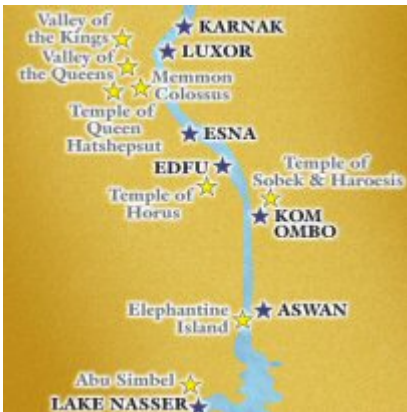 Valley of
the Kings
KARNAK
LUXOR
Valley of
the Queens
Memmon
Colossus
Temple of
Queen
Hatshepsut
ESNA
EDFU
Temple of
Sobek & Haroesis
Temple of
Horus
KOM
OMBO
Elephantine
Island
ASWAN
Abu Simbel
LAKE NASSER